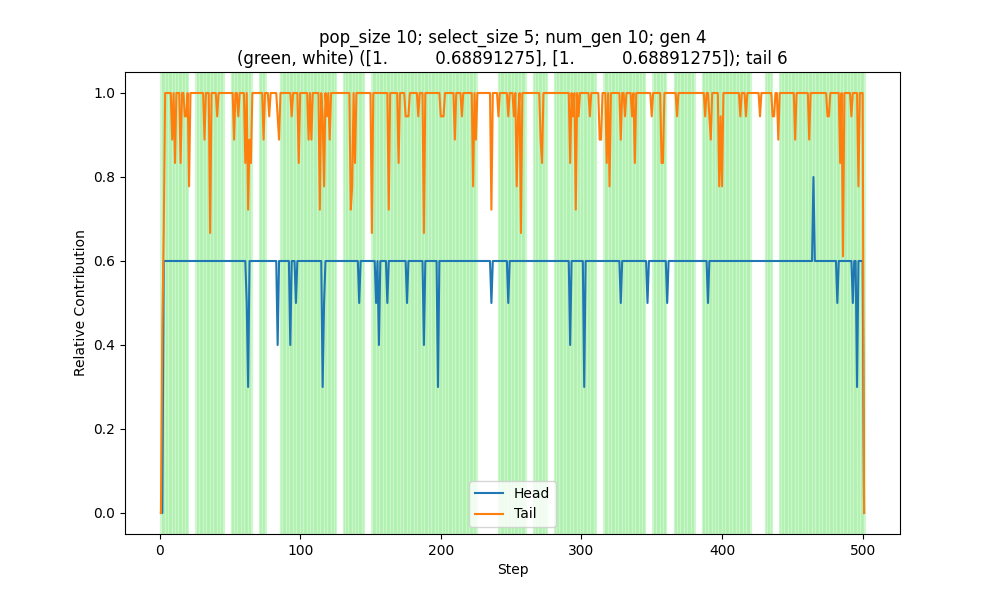 pop_size 10; select_size 5; num_gen 10; gen 4
(green, white) ([1. 0.68891275], [1. 0.68891275]); tail 6
1.0
0.8
0.6
0.4
0.2
0.0
Relative Contribution
Head
Tail
0 100 200 300 400 500
Step